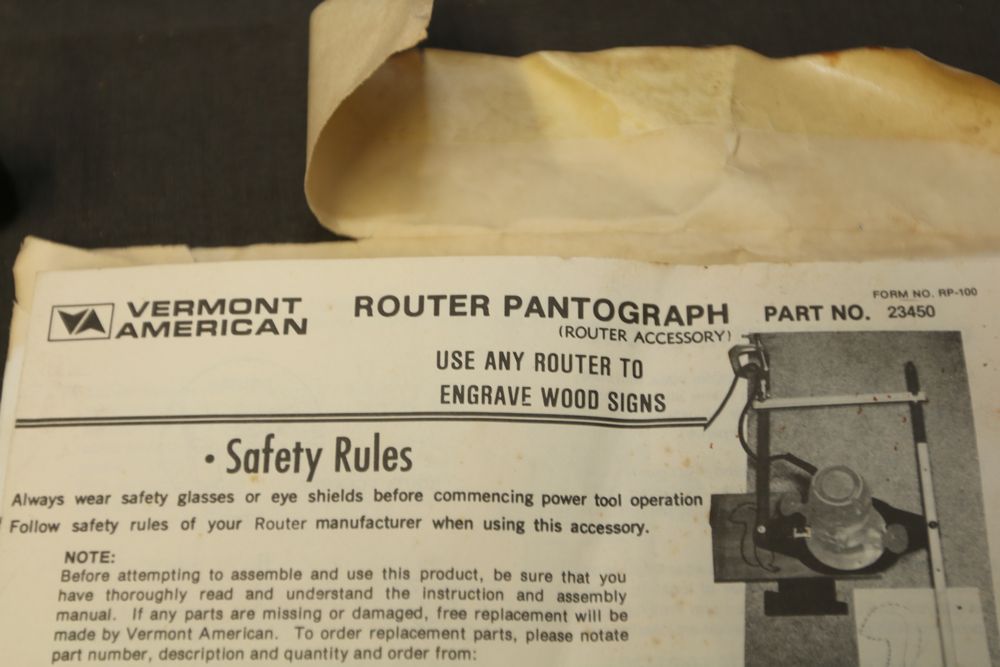 VERMONT
AMERICAN
ROUTER PANTOGRAPH
(ROUTER ACCESSORY)
FORM NO. RP-100
PART NO. 23450
USE ANY ROUTER TO
ENGRAVE WOOD SIGNS
• Safety Rules
Always wear safety glasses or eye shields before commencing power tool operation
Follow safety rules of your Router manufacturer when using this accessory.
NOTE:
Before attempting to assemble and use this product, be sure that you
have thoroughly read and understand the instruction and assembly
manual. If any parts are missing or damaged, free replacement will be
made by Vermont American. To order replacement parts, please notate
part number, description and quantity and order from: